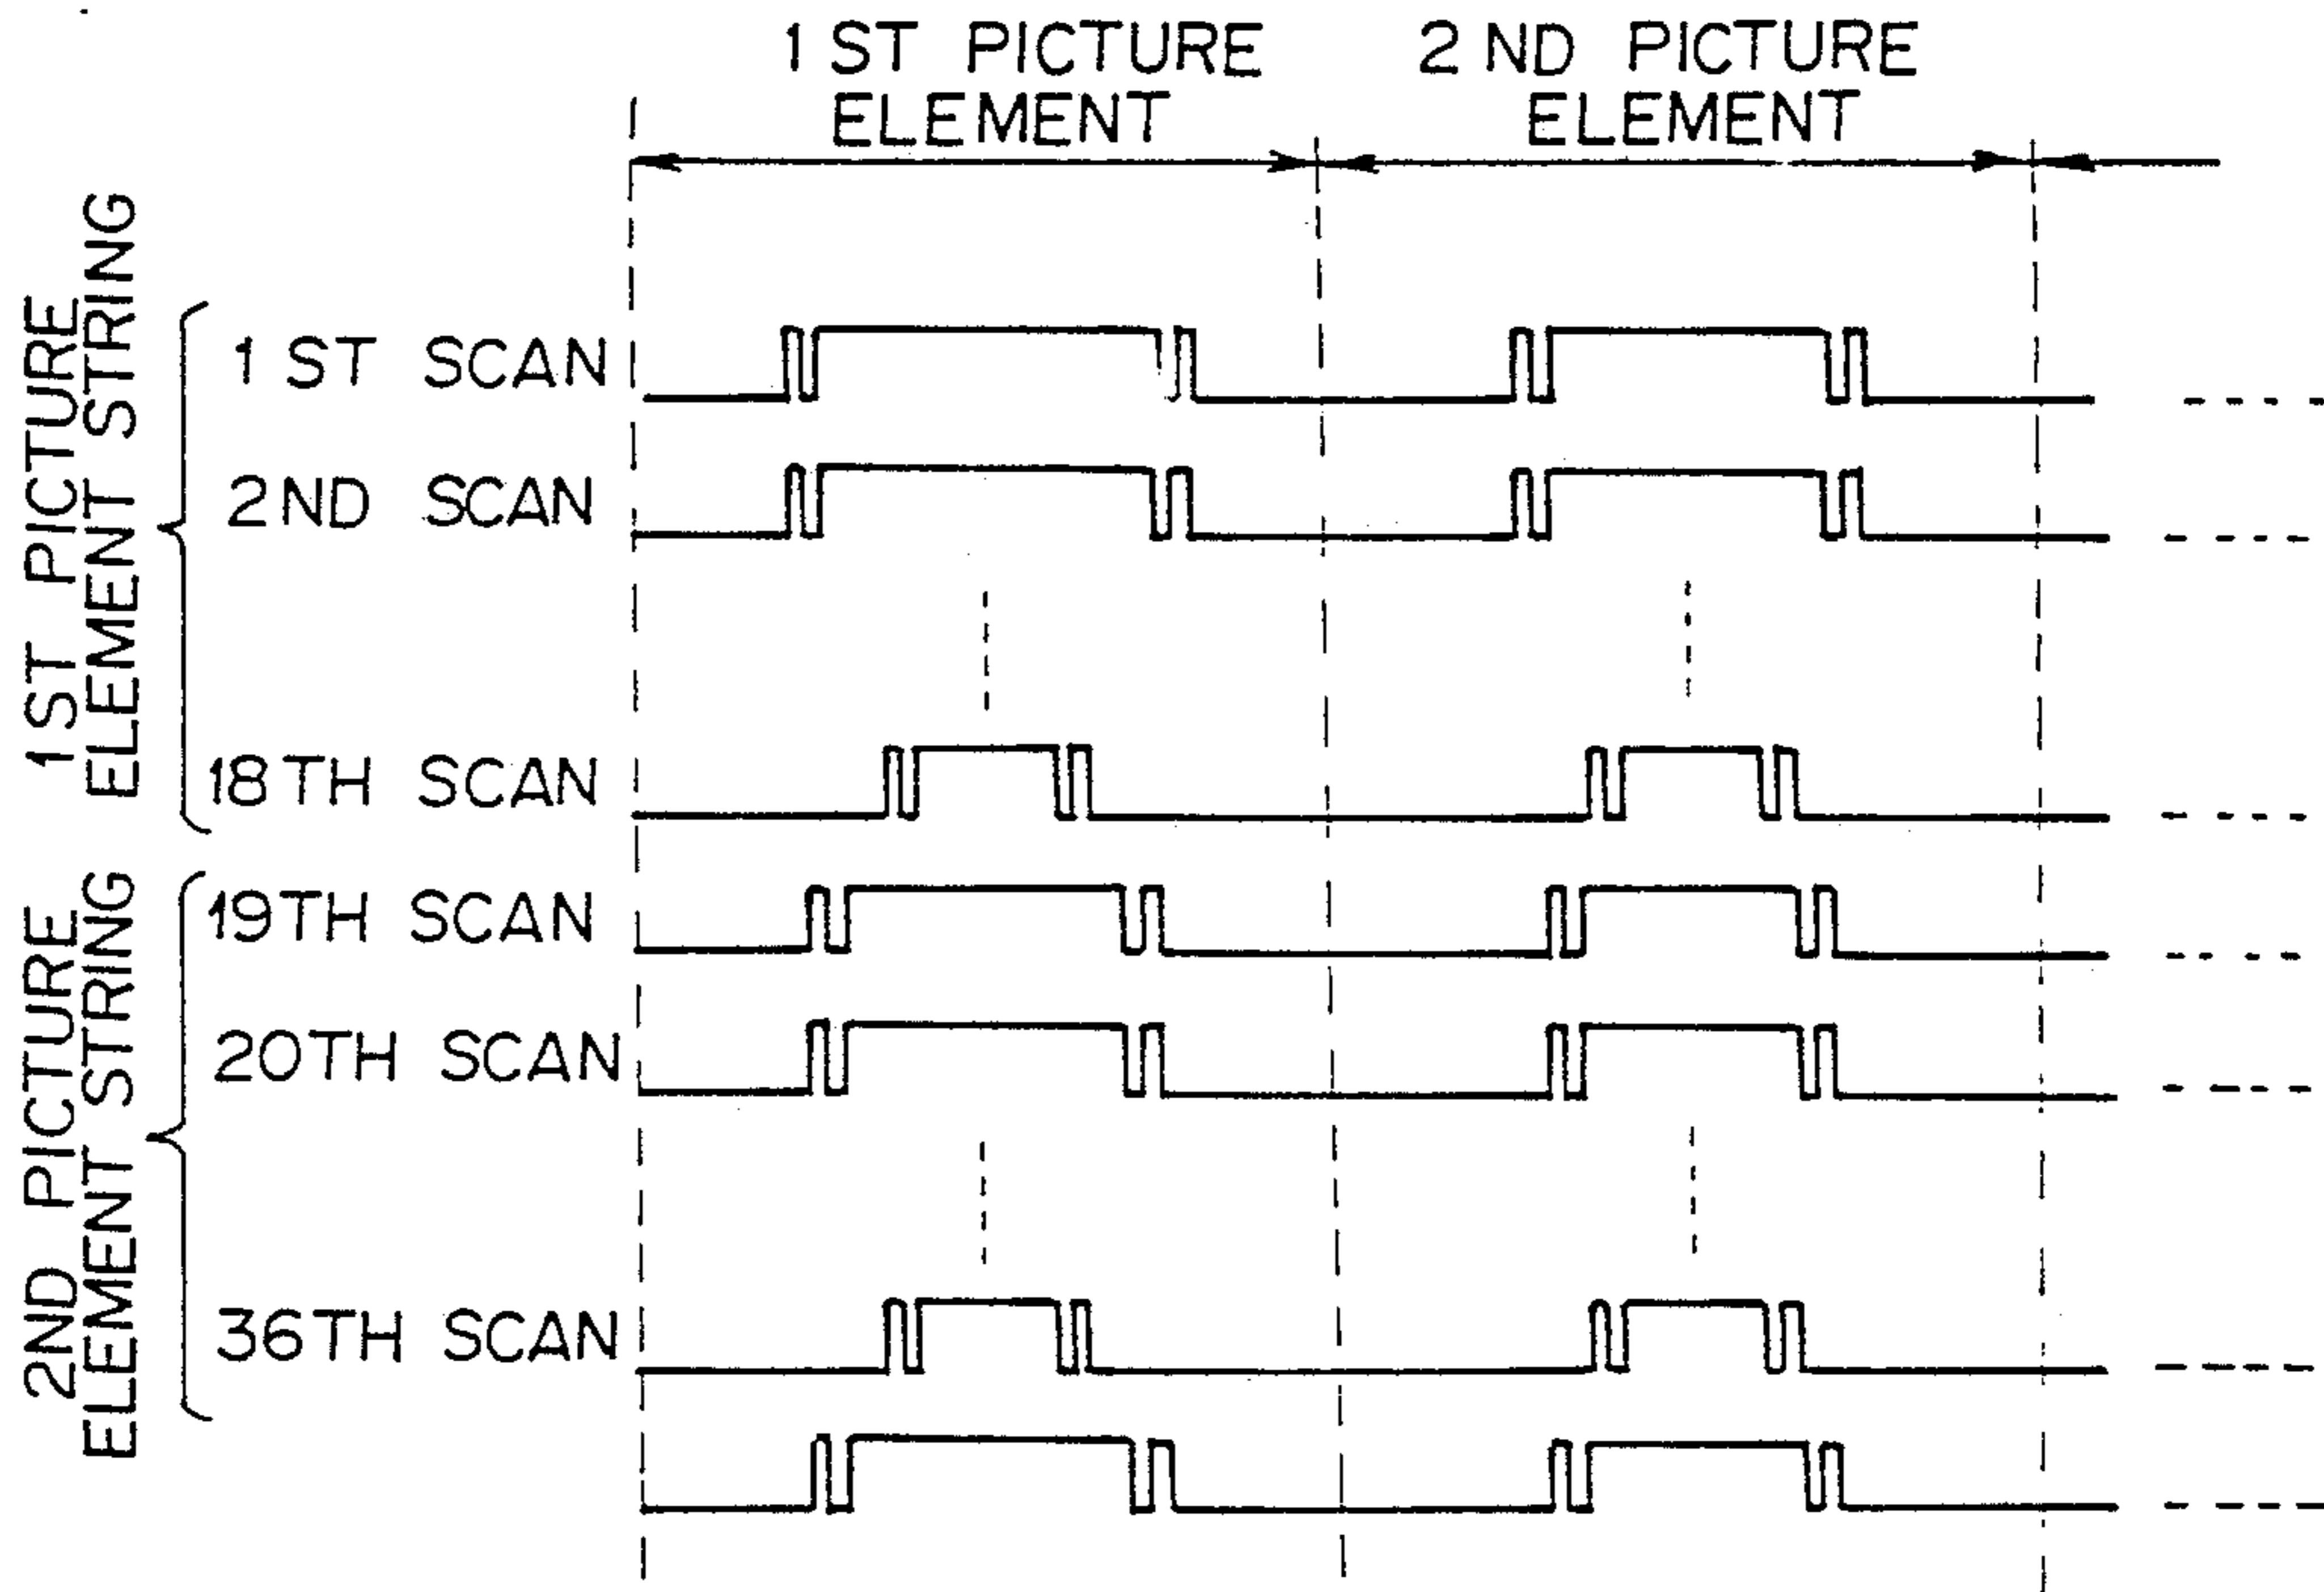 1 ST PICTURE
ELEMENT
2 ND PICTURE
ELEMENT
1ST PICTURE
ELEMENT STRING
1 ST SCAN
2ND SCAN
18TH SCAN
2ND PICTURE
ELEMENT STRING
19TH SCAN
20TH SCAN
36TH SCAN